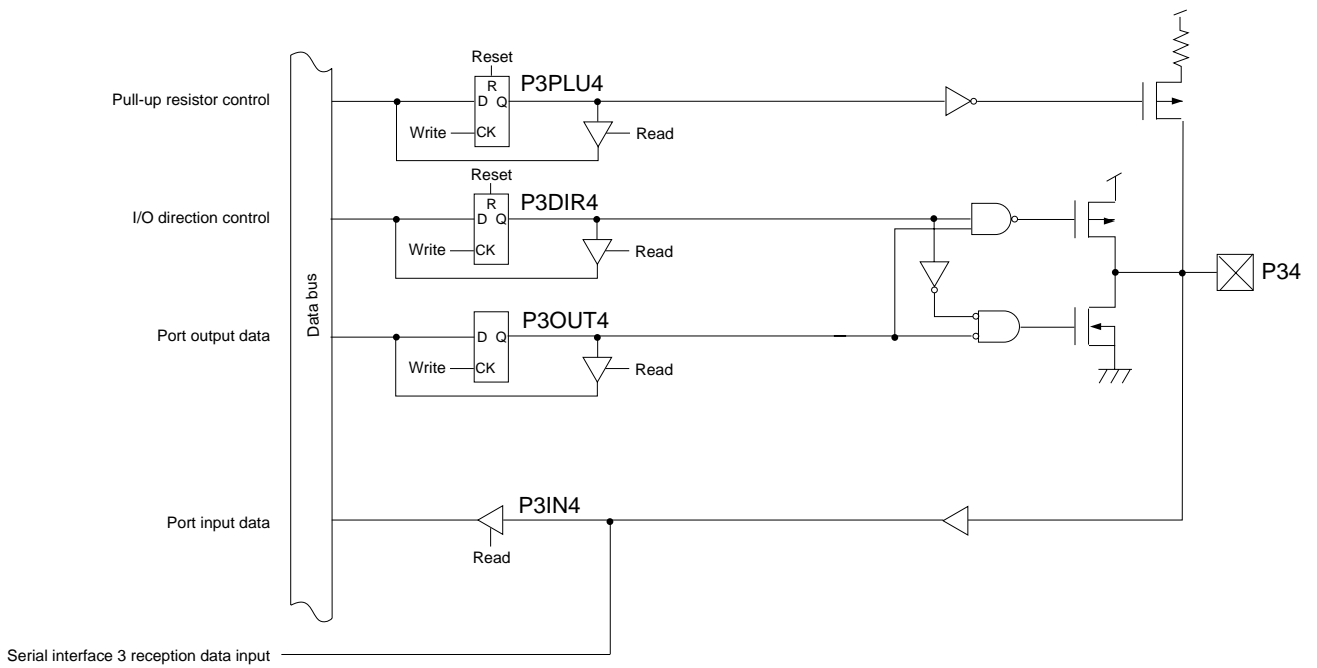 Reset
R
P3PLU4
Pull-up resistor control
D Q
Write
CK
Read
Reset
R
P3DIR4
I/O direction control
D Q
Write
CK
Read
P34
Data bus
P3OUT4
Port output data
D Q
Write
CK
Read
P3IN4
Port input data
Read
Serial interface 3 reception data input